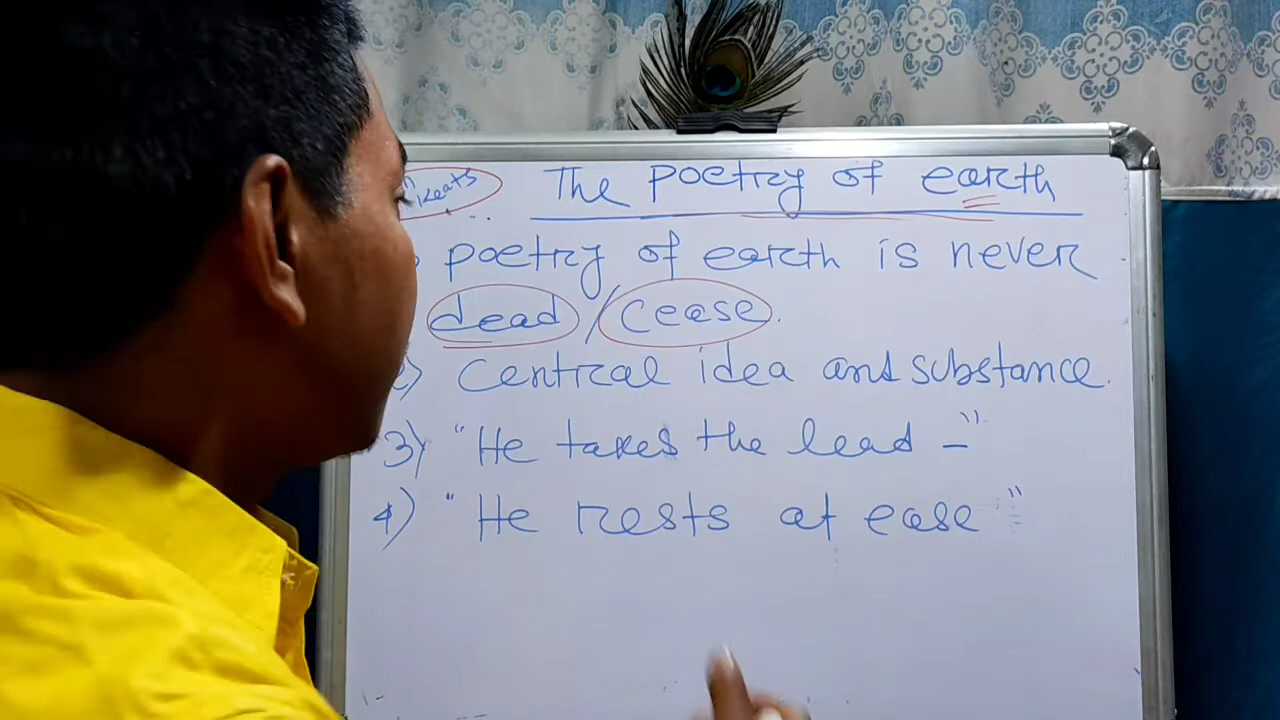 Keats The Poetry of earth
poetry of earth is never
dead / cease.
2) Central idea and substance.
3) "He takes the lead -"
4) "He rests at ease"